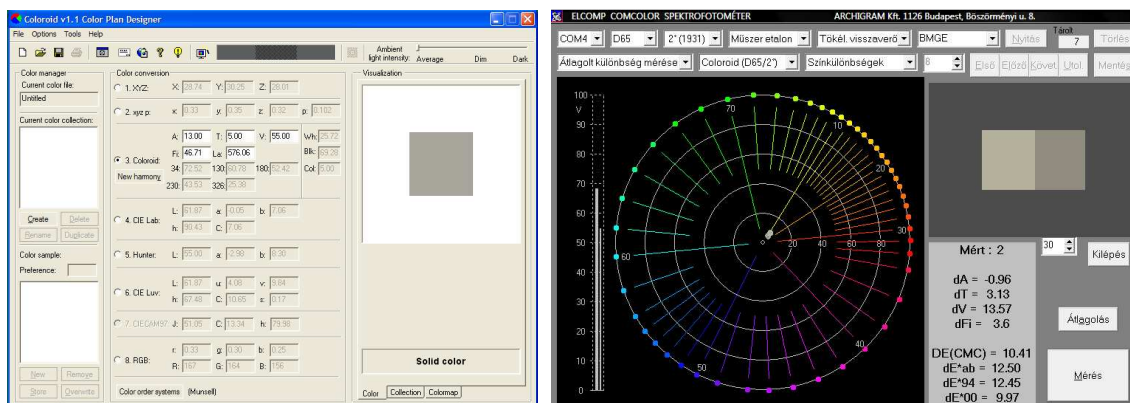 Coloroid v1.1 Color Plan Designer
File Options Tools Help
Ambient light intensity: Average Dim Dark
Color manager
Current color file:
Untitled
Current color collection:
Create Delete
Rename Duplicate
Color sample:
Preference:
New Remove
Store Overwrite
Color conversion
1. XYZ: X: 28.74 Y: 30.25 Z: 28.01
2. xyz p: x: 0.33 y: 0.35 z: 0.32 p: 0.102
A: 13.00 T: 5.00 V: 55.00 Wh: 25.72
Fi: 46.71 La: 576.06 Blk: 69.28
3. Coloroid: 34: 72.52 130: 60.78 180: 52.42 Col: 5.00
New harmony 230: 43.53 326: 25.38
4. CIE Lab: L: 61.87 a: -0.05 b: 7.06
h: 90.43 C: 7.06
5. Hunter: L: 55.00 a: -2.98 b: 8.30
6. CIE Luv: L: 61.87 u: 4.08 v: 9.84
h: 67.48 C: 10.65 s: 0.17
7. CIECAM97 J: 51.89 C: 13.34 h: 79.98
8. RGB: r: 0.33 g: 0.30 b: 0.25
R: 167 G: 164 B: 156
Color order systems (Munsell)
Visualization
Solid color
Color Collection Colormap
ELCOMP COMCOLOR SPEKTROFOTOMÉTER ARCHIGRAM Kft. 1126 Budapest, Böszörményi u. 8.
COM4 D65 2° (1931) Műszer etalon Tökél. visszaverő BMGE Nyitás Tárolt 7 Törlés
Átlagolt különbség mérése Coloroid (D65/2°) Színkülönbségek 8 Első Előző Követ. Utol. Mentés
100
V
90
80
70
60
50
40
30
20
10
0
70
10
20
30
40
50
60
0 20 40 60 80 100
Mért : 2
30
Kilépés
dA = -0.96
dT = 3.13
dV = 13.57
dFi = 3.6
Átlagolás
DE(CMC) = 10.41
dE*ab = 12.50
dE*94 = 12.45
dE*00 = 9.97
Mérés